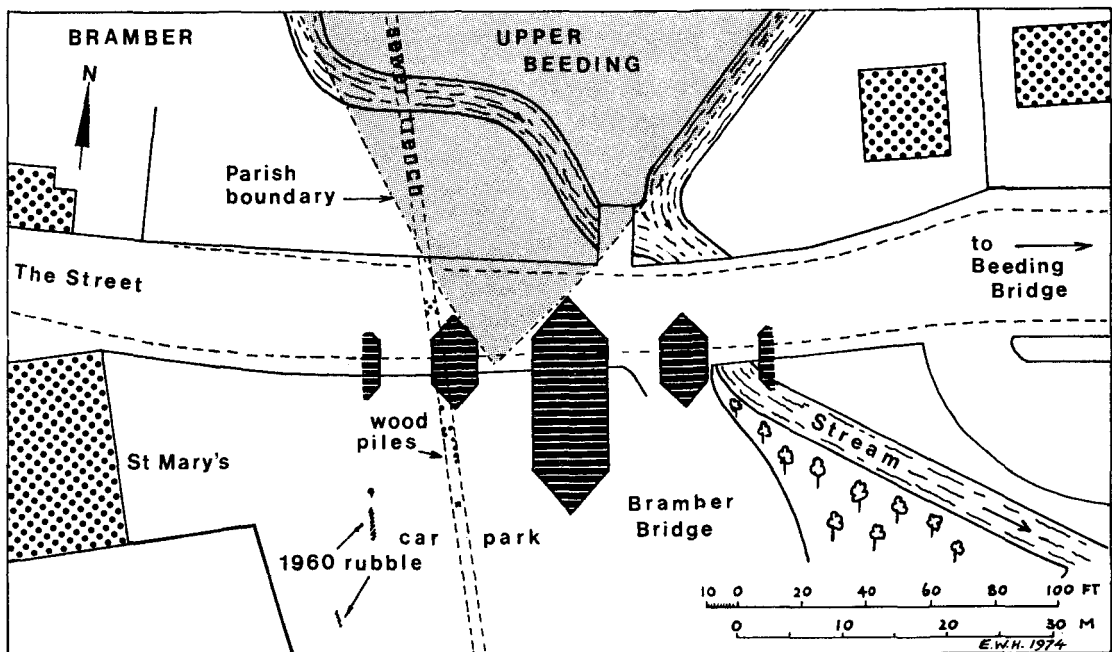 BRAMBER
N
UPPER
BEEDING
sewer trench
Parish
boundary
The Street
to
Beeding
Bridge
wood
piles
St Mary's
Stream
Bramber
Bridge
car park
1960 rubble
10 0 20 40 60 80 100 FT
0 10 20 30 M
E.W.H. 1974